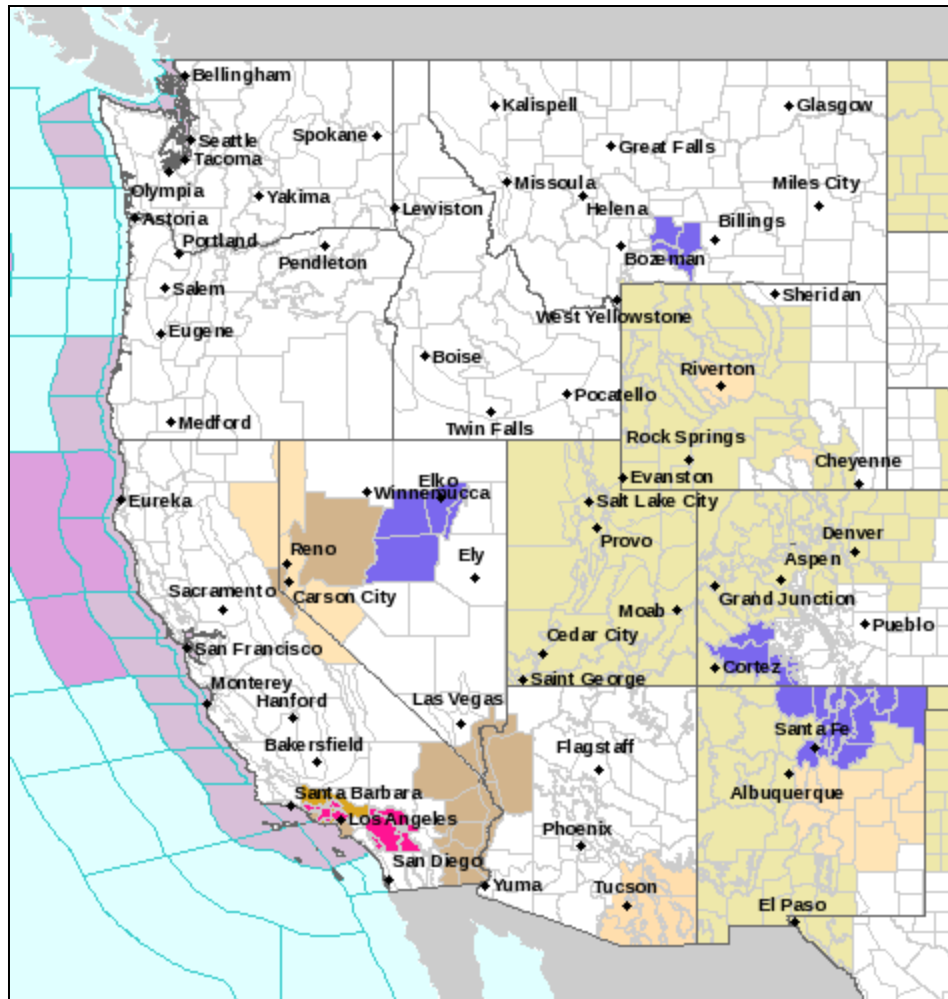 Bellingham
Kalispell
Glasgow
Seattle
Spokane
Great Falls
Tacoma
Olympia
Yakima
Missoula
Miles City
Astoria
Lewiston
Helena
Billings
Portland
Pendleton
Bozeman
Salem
Sheridan
West Yellowstone
Eugene
Boise
Riverton
Pocatello
Medford
Twin Falls
Rock Springs
Cheyenne
Evanston
Elko
Winnemucca
Eureka
Salt Lake City
Provo
Denver
Reno
Ely
Aspen
Sacramento
Carson City
Grand Junction
Moab
Pueblo
San Francisco
Cedar City
Cortez
Monterey
Saint George
Hanford
Las Vegas
Santa Fe
Bakersfield
Flagstaff
Santa Barbara
Albuquerque
Los Angeles
Phoenix
San Diego
Yuma
Tucson
El Paso